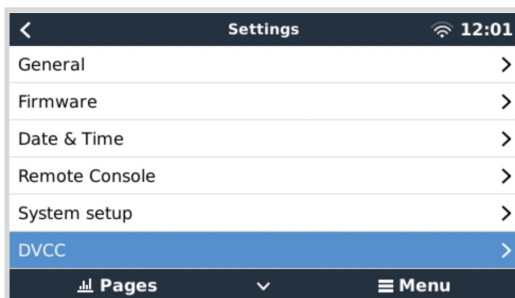 Settings 12:01
General
Firmware
Date & Time
Remote Console
System setup
DVCC
Pages Menu